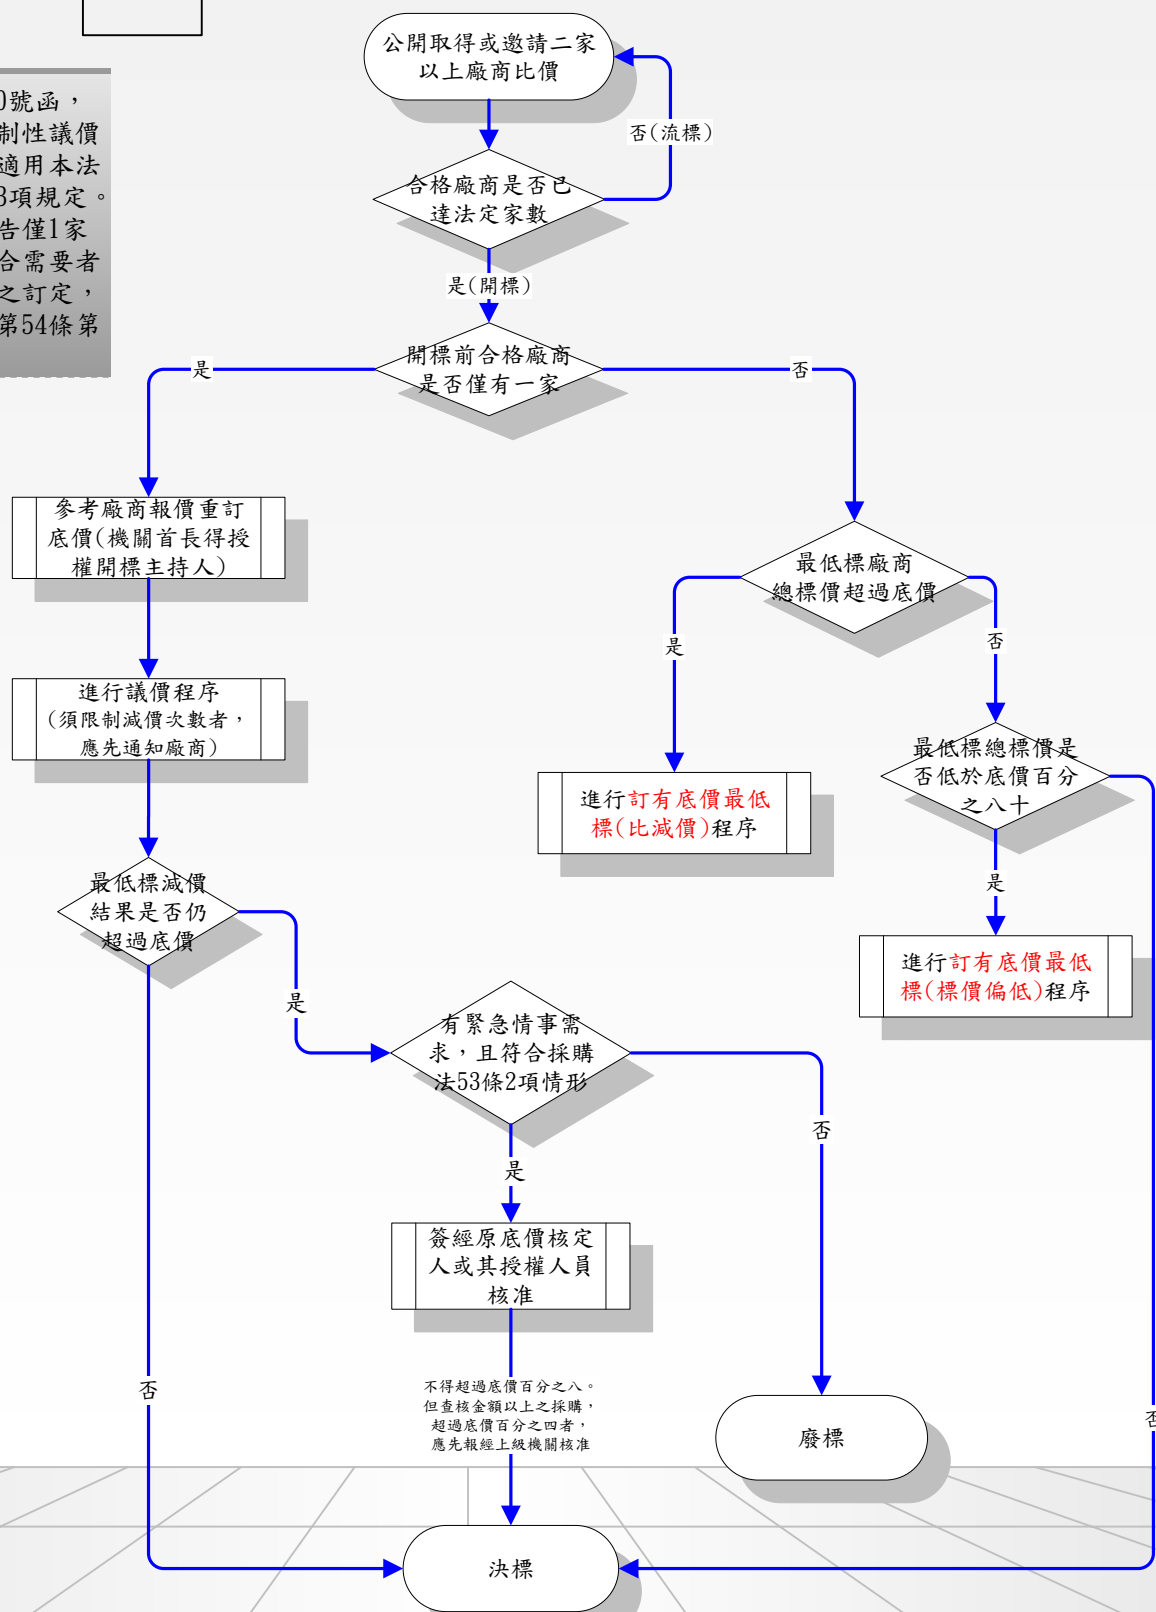 公開取得或邀請二家
以上廠商比價
否(流標)
0號函，
制性議價
適用本法
3項規定。
告僅1家
合需要者
之訂定，
第54條第
合格廠商是否已
達法定家數
是(開標)
開標前合格廠商
是否僅有一家
是
否
參考廠商報價重訂
底價(機關首長得授
權開標主持人)
最低標廠商
總標價超過底價
是
否
進行議價程序
(須限制減價次數者，
應先通知廠商)
最低標總標價是
否低於底價百分
之八十
進行訂有底價最低
標(比減價)程序
是
最低標減價
結果是否仍
超過底價
進行訂有底價最低
標(標價偏低)程序
是
有緊急情事需
求，且符合採購
法53條2項情形
否
是
簽經原底價核定
人或其授權人員
核准
否
不得超過底價百分之八。
但查核金額以上之採購，
超過底價百分之四者，
應先報經上級機關核准
廢標
否
決標